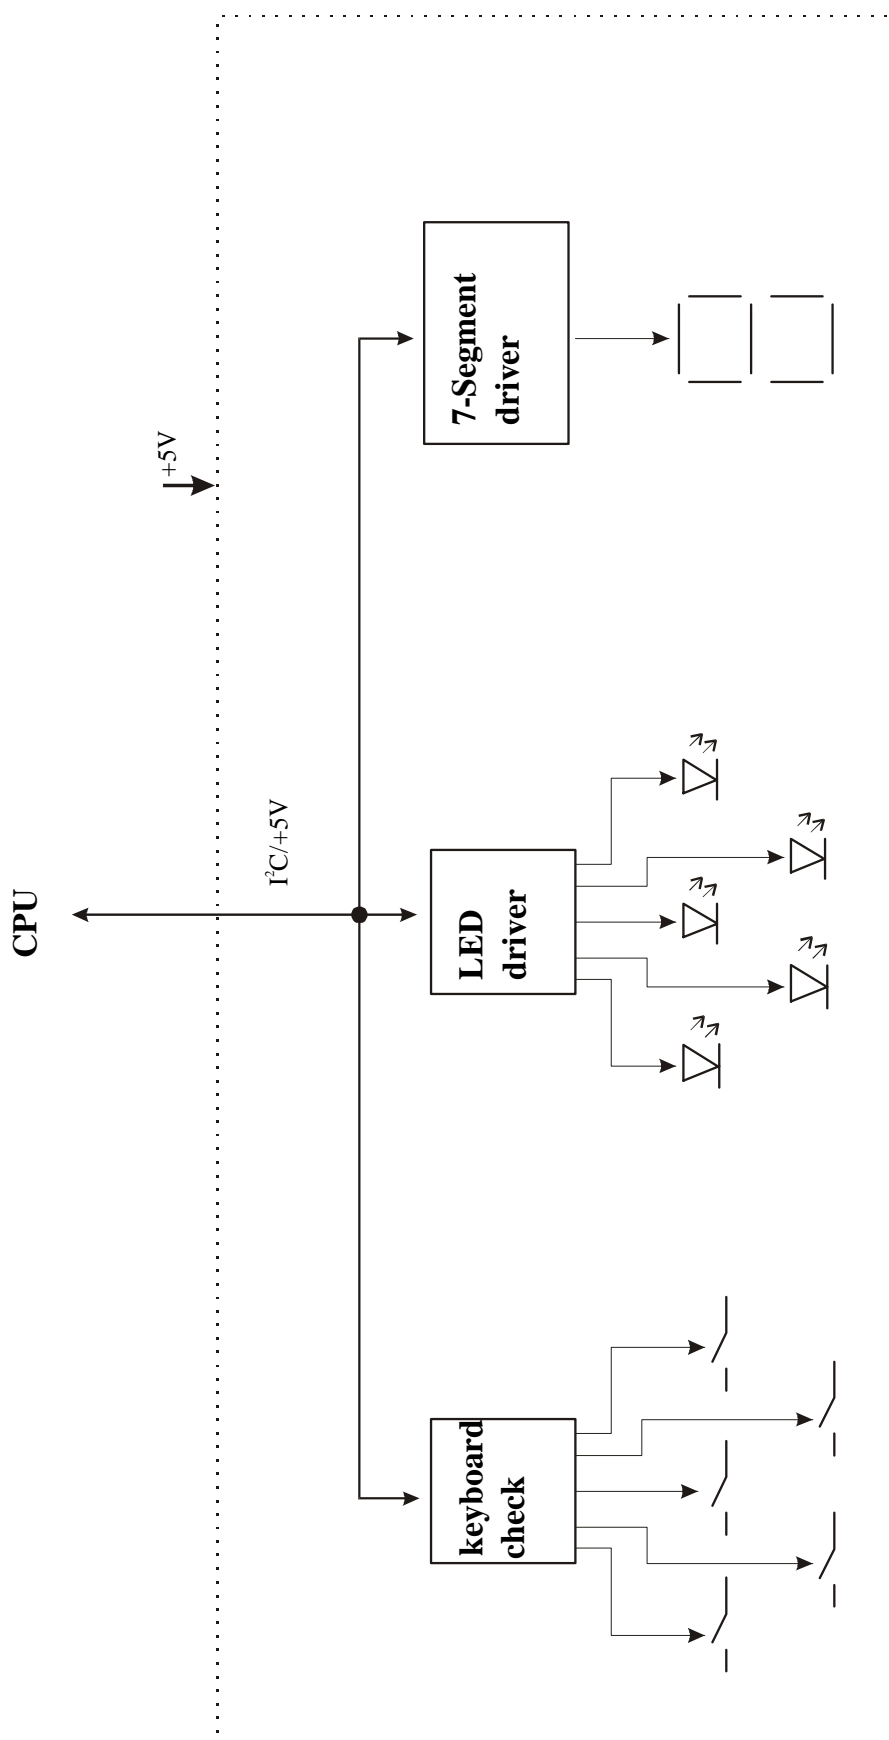 CPU
+5V
I²C/+5V
keyboard
check
LED
driver
7-Segment
driver